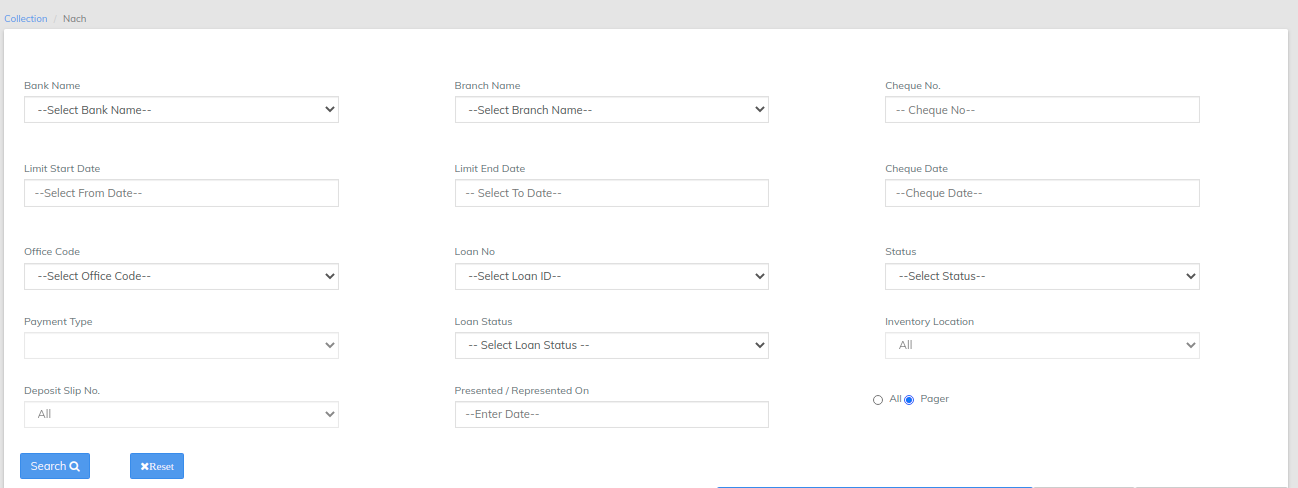 Collection / Nach
Bank Name Branch Name Cheque No.
--Select Bank Name-- --Select Branch Name-- -- Cheque No--
Limit Start Date Limit End Date Cheque Date
--Select From Date-- -- Select To Date-- --Cheque Date--
Office Code Loan No Status
--Select Office Code-- --Select Loan ID-- --Select Status--
Payment Type Loan Status Inventory Location
-- Select Loan Status -- All
Deposit Slip No. Presented / Represented On All Pager
All --Enter Date--
Search Reset